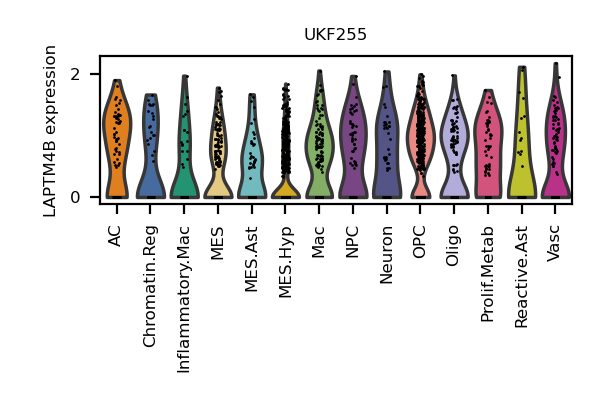 UKF255
LAPTM4B expression
2
0
AC
Chromatin.Reg
Inflammatory.Mac
MES
MES.Ast
MES.Hyp
Mac
NPC
Neuron
OPC
Oligo
Prolif.Metab
Reactive.Ast
Vasc